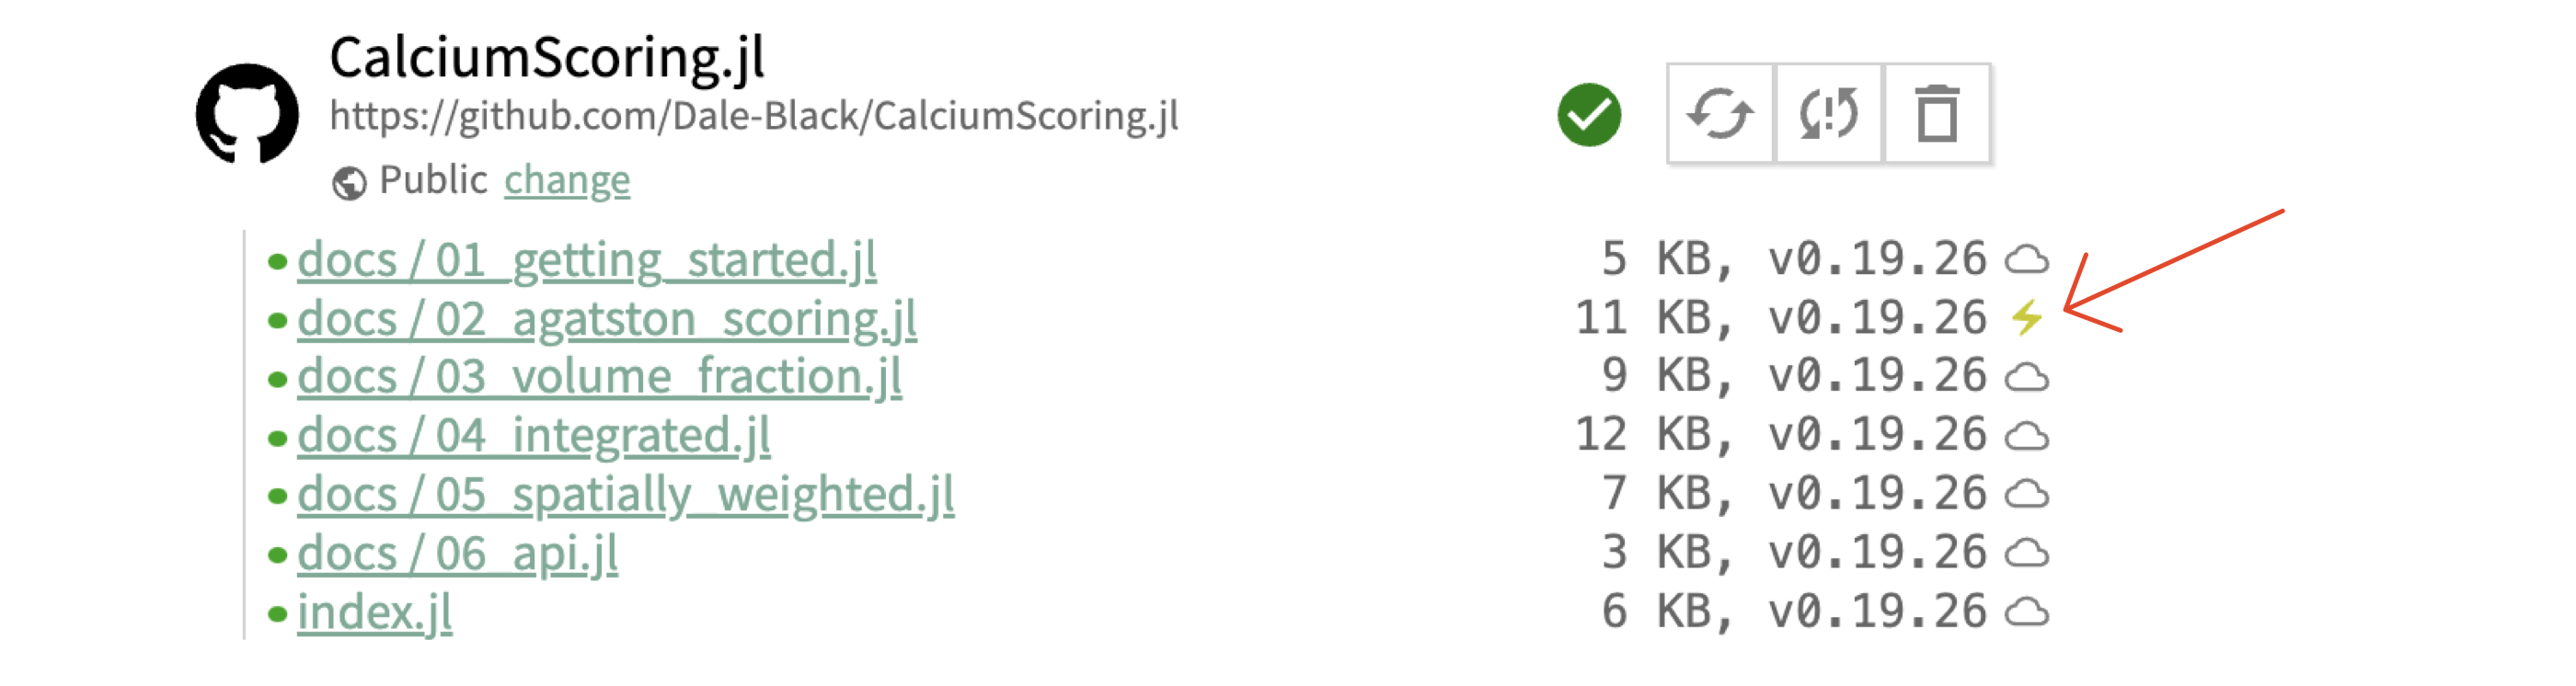 CalciumScoring.jl
https://github.com/Dale-Black/CalciumScoring.jl
Public change
docs / 01_getting_started.jl 5 KB, v0.19.26
docs / 02_agatston_scoring.jl 11 KB, v0.19.26
docs / 03_volume_fraction.jl 9 KB, v0.19.26
docs / 04_integrated.jl 12 KB, v0.19.26
docs / 05_spatially_weighted.jl 7 KB, v0.19.26
docs / 06_api.jl 3 KB, v0.19.26
index.jl 6 KB, v0.19.26